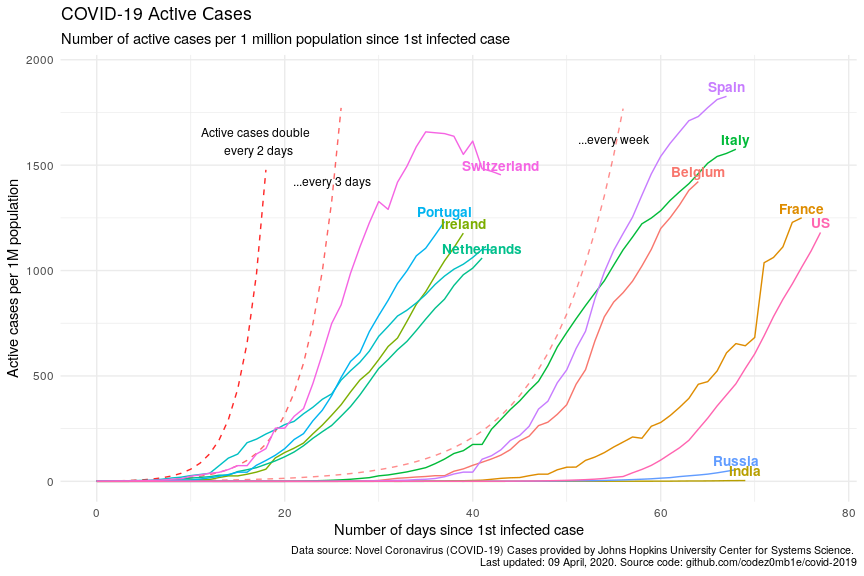 COVID-19 Active Cases
Number of active cases per 1 million population since 1st infected case
2000
1500
1000
500
0
Active cases per 1M population
Active cases double
every 2 days
...every 3 days
...every week
Spain
Italy
Switzerland
Belgium
Portugal
Ireland
Netherlands
France
US
Russia
India
0
20
40
60
80
Number of days since 1st infected case
Data source: Novel Coronavirus (COVID-19) Cases provided by Johns Hopkins University Center for Systems Science.
Last updated: 09 April, 2020. Source code: github.com/codez0mb1e/covid-2019